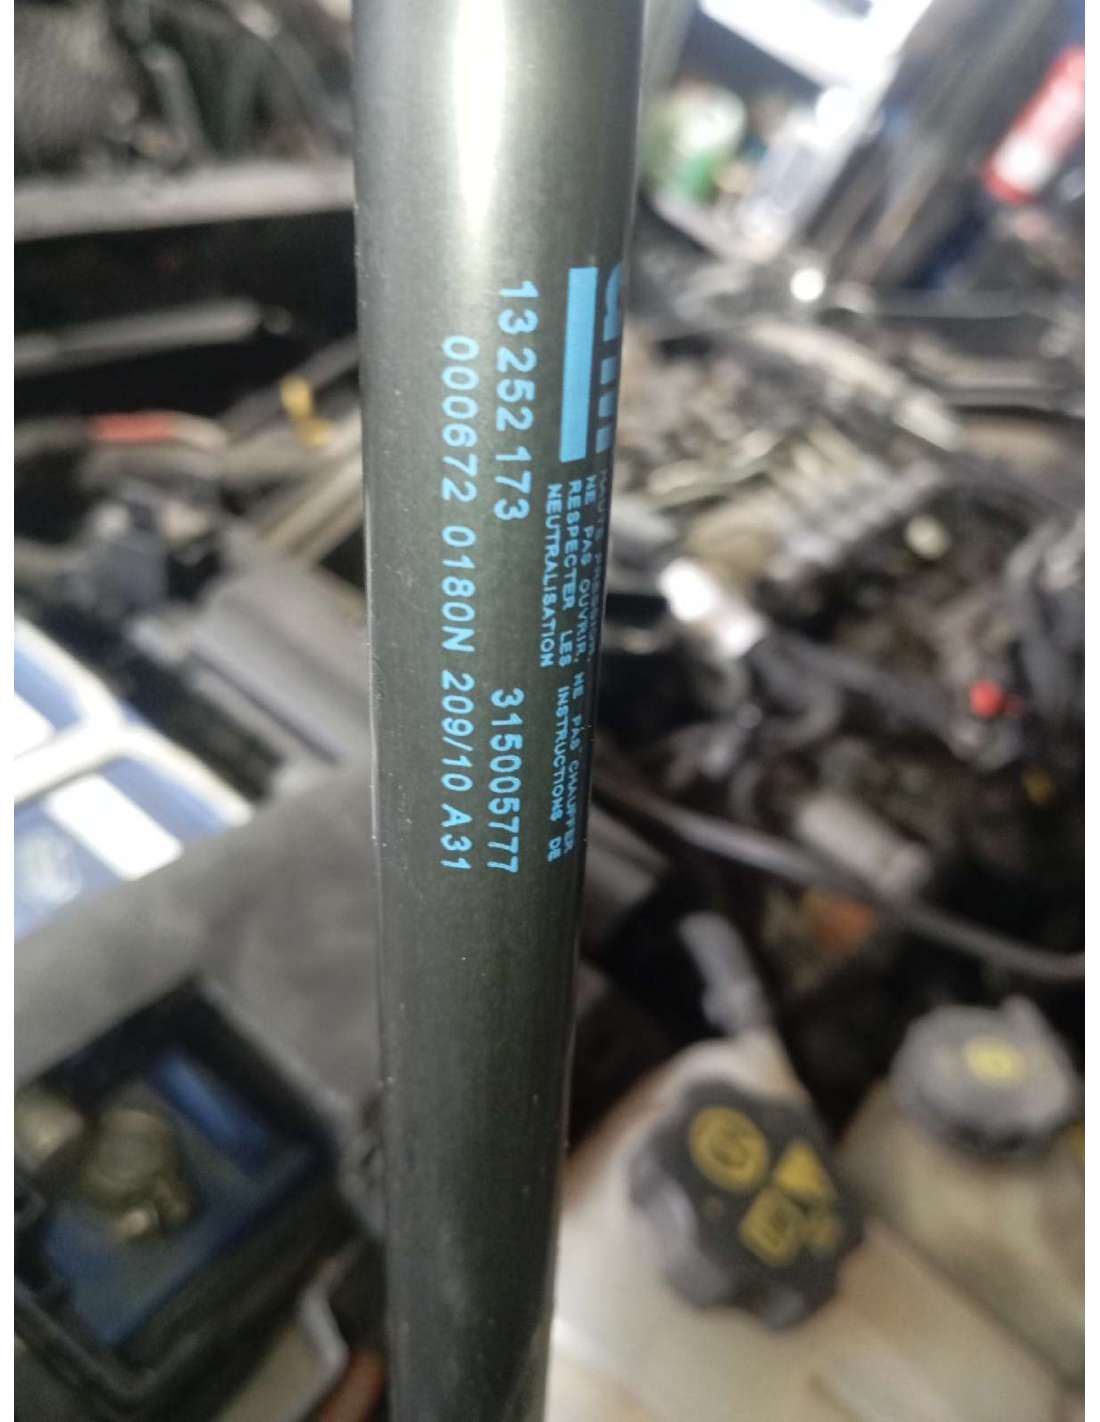 NE PAS OUVRIR, NE PAS CHAUFFER
RESPECTER LES INSTRUCTIONS DE
NEUTRALISATION
13 252 173 315005777
000672 0180N 209/10 A31